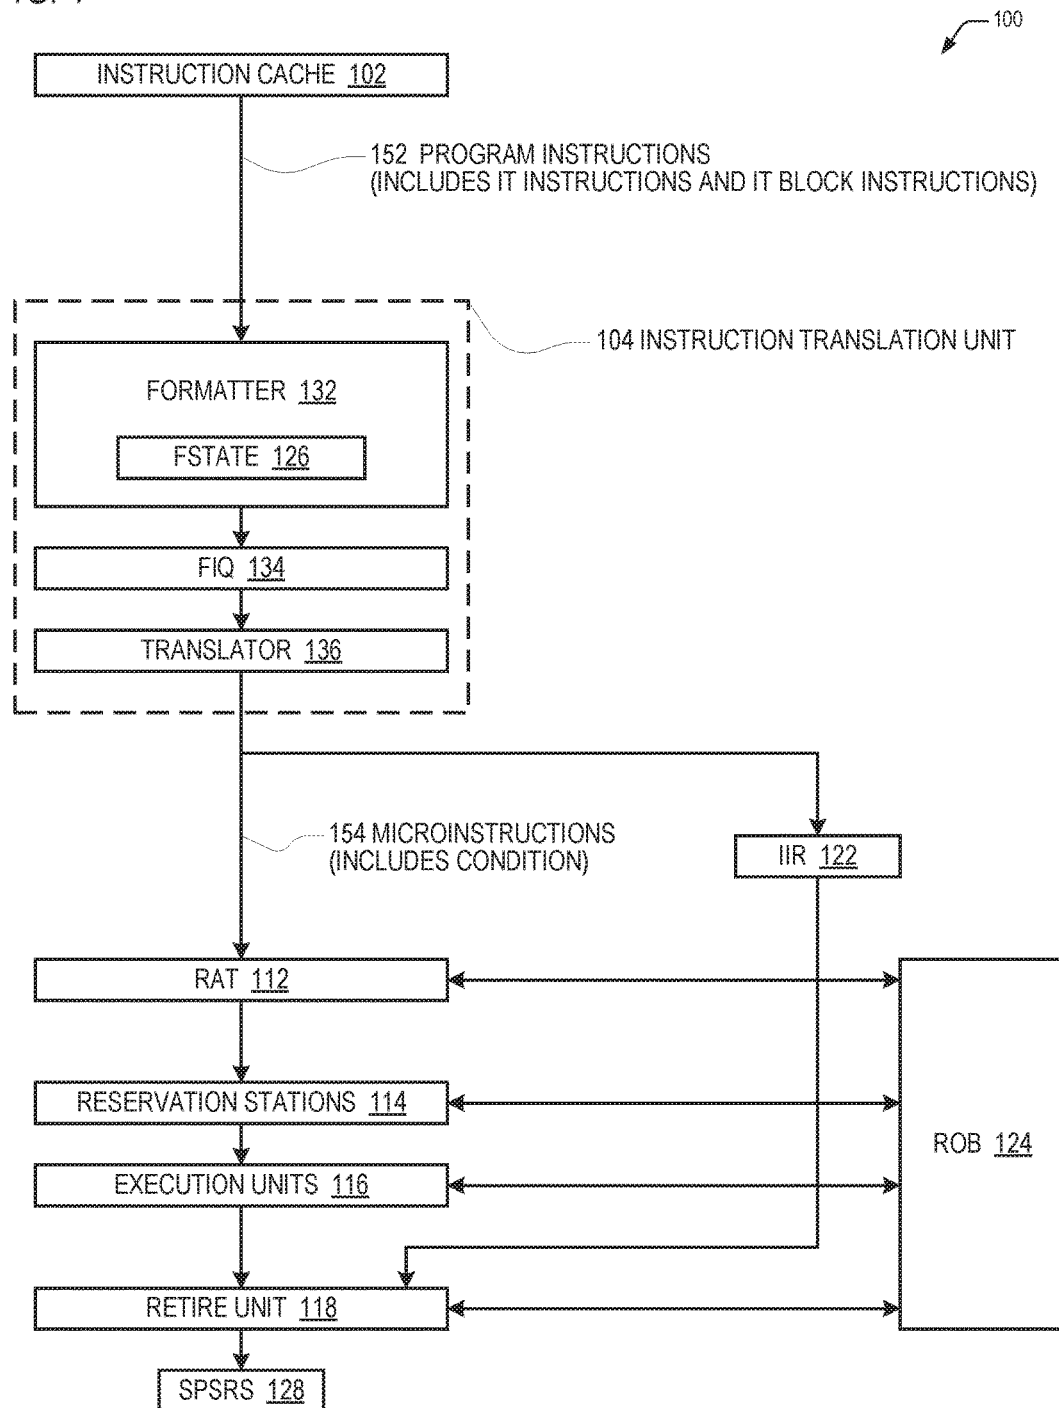 100
INSTRUCTION CACHE 102
152 PROGRAM INSTRUCTIONS
(INCLUDES IT INSTRUCTIONS AND IT BLOCK INSTRUCTIONS)
104 INSTRUCTION TRANSLATION UNIT
FORMATTER 132
FSTATE 126
FIQ 134
TRANSLATOR 136
154 MICROINSTRUCTIONS
(INCLUDES CONDITION)
IIR 122
RAT 112
RESERVATION STATIONS 114
ROB 124
EXECUTION UNITS 116
RETIRE UNIT 118
SPSRS 128